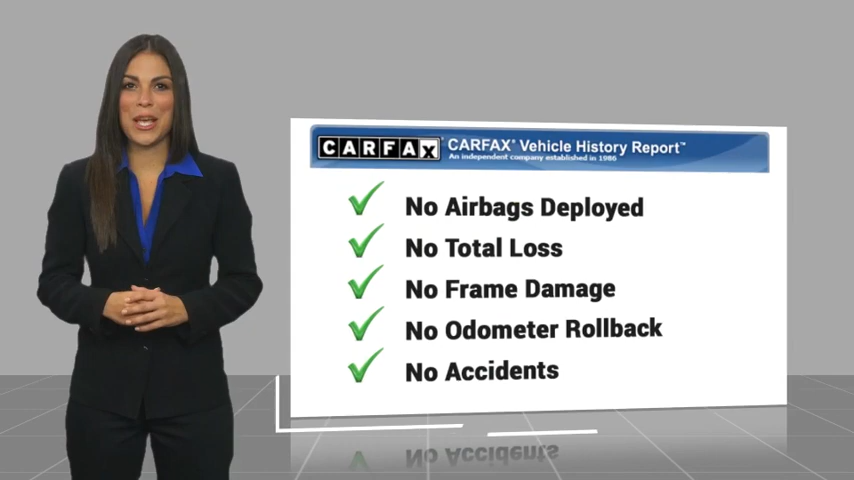 CARFAX® CARFAX® Vehicle History Report™
An independent company established in 1986
No Airbags Deployed
No Total Loss
No Frame Damage
No Odometer Rollback
No Accidents
No Accidents